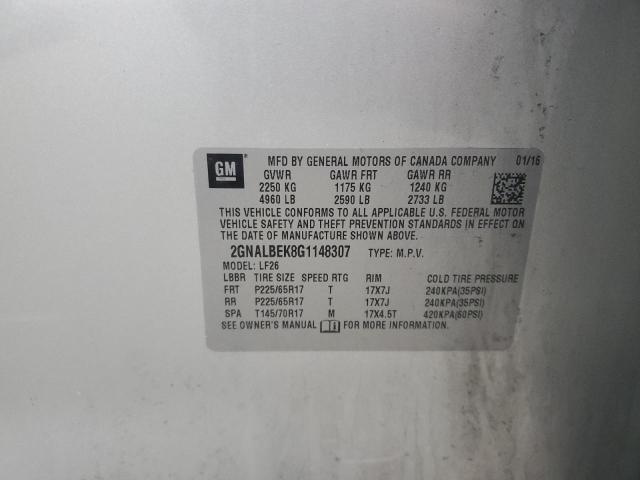 GM
MFD BY GENERAL MOTORS OF CANADA COMPANY 01/16
GVWR GAWR FRT GAWR RR
2250 KG 1175 KG 1240 KG
4960 LB 2590 LB 2733 LB
THIS VEHICLE CONFORMS TO ALL APPLICABLE U.S. FEDERAL MOTOR
VEHICLE SAFETY AND THEFT PREVENTION STANDARDS IN EFFECT ON
THE DATE OF MANUFACTURE SHOWN ABOVE.
2GNALBEK8G1148307 TYPE: M.P.V.
MODEL: LF26
LBBR TIRE SIZE SPEED RTG RIM COLD TIRE PRESSURE
FRT P225/65R17 T 17X7J 240KPA(35PSI)
RR P225/65R17 T 17X7J 240KPA(35PSI)
SPA T145/70R17 M 17X4.5T 420KPA(60PSI)
SEE OWNER'S MANUAL FOR MORE INFORMATION.